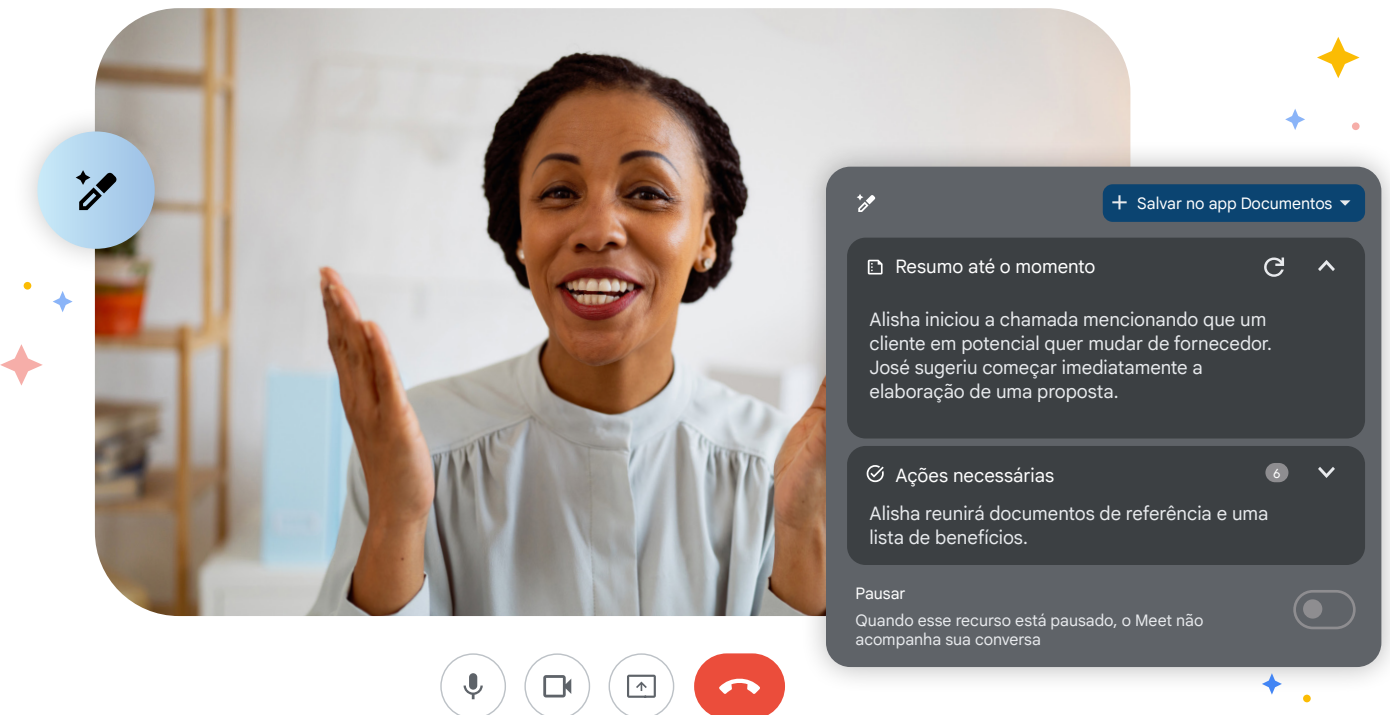 Salvar no app Documentos
Resumo até o momento
Alisha iniciou a chamada mencionando que um
cliente em potencial quer mudar de fornecedor.
José sugeriu começar imediatamente a
elaboração de uma proposta.
Ações necessárias
6
Alisha reunirá documentos de referência e uma
lista de benefícios.
Pausar
Quando esse recurso está pausado, o Meet não
acompanha sua conversa